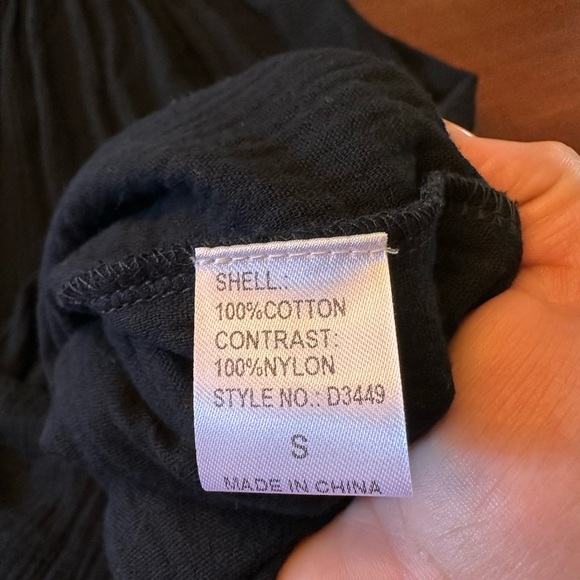 SHELL.:
100%COTTON
CONTRAST:
100%NYLON
STYLE NO.: D3449
S
MADE IN CHINA